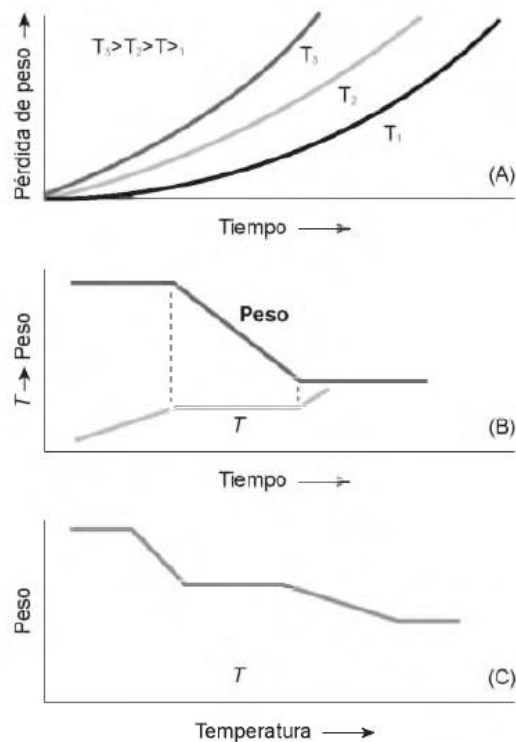 Pérdida de peso →
T₃>T₂>T>₁
T₃
T₂
T₁
(A)
Tiempo →
T → Peso
Peso
T
(B)
Tiempo →
Peso
T
(C)
Temperatura →